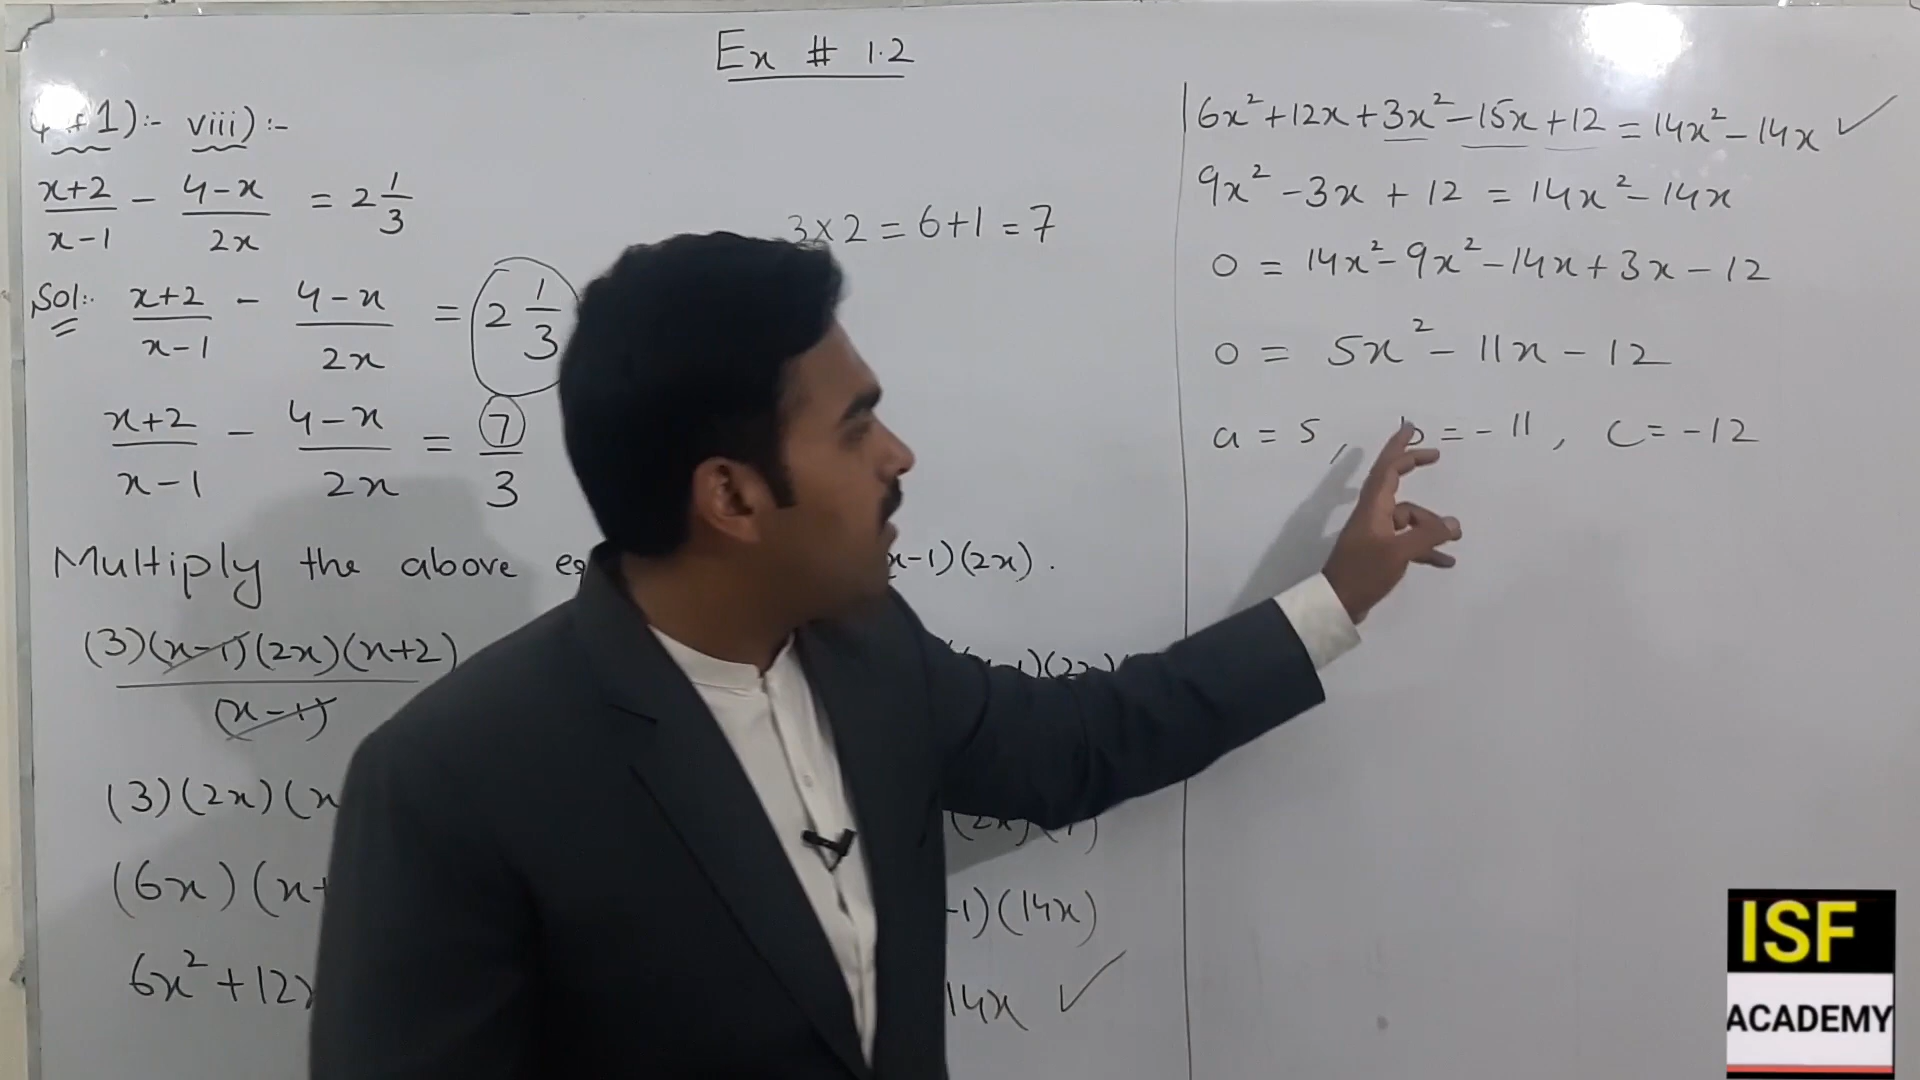 Ex # 1.2
1):- viii):-
x+2/x-1 - 4-x/2x = 2 1/3
3×2 = 6+1 = 7
Sol:- x+2/x-1 - 4-x/2x = 2 1/3
x+2/x-1 - 4-x/2x = 7/3
Multiply the above x-1)(2x).
(3)(x-1)(2x)(x+2)
(x-1)
(3)(2x)(x
(6x)(x+ -1)(14x)
6x²+12x 14x ✓
6x²+12x+3x²-15x+12 = 14x²-14x ✓
9x²-3x+12 = 14x²-14x
0 = 14x²-9x²-14x+3x-12
0 = 5x²-11x-12
a = 5, b = -11, c = -12
ISF
ACADEMY